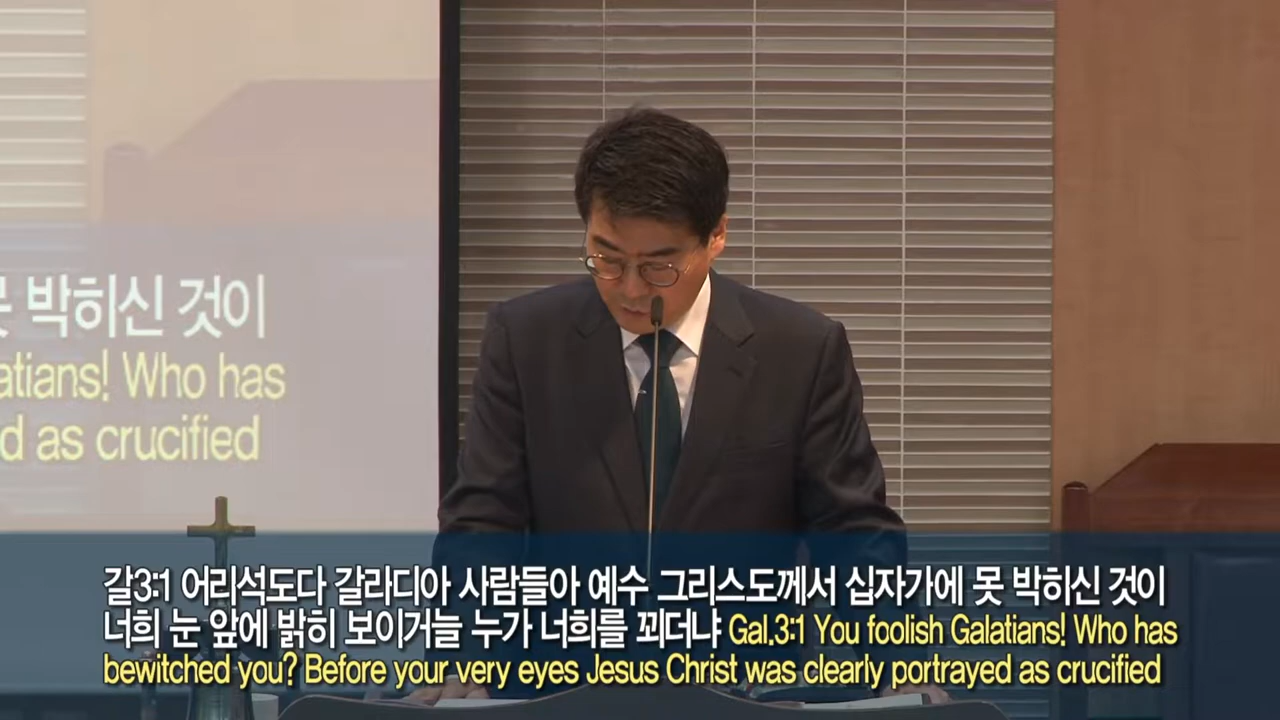 못 박히신 것이
atians! Who has
d as crucified
갈3:1 어리석도다 갈라디아 사람들아 예수 그리스도께서 십자가에 못 박히신 것이
너희 눈 앞에 밝히 보이거늘 누가 너희를 꾀더냐 Gal.3:1 You foolish Galatians! Who has
bewitched you? Before your very eyes Jesus Christ was clearly portrayed as crucified